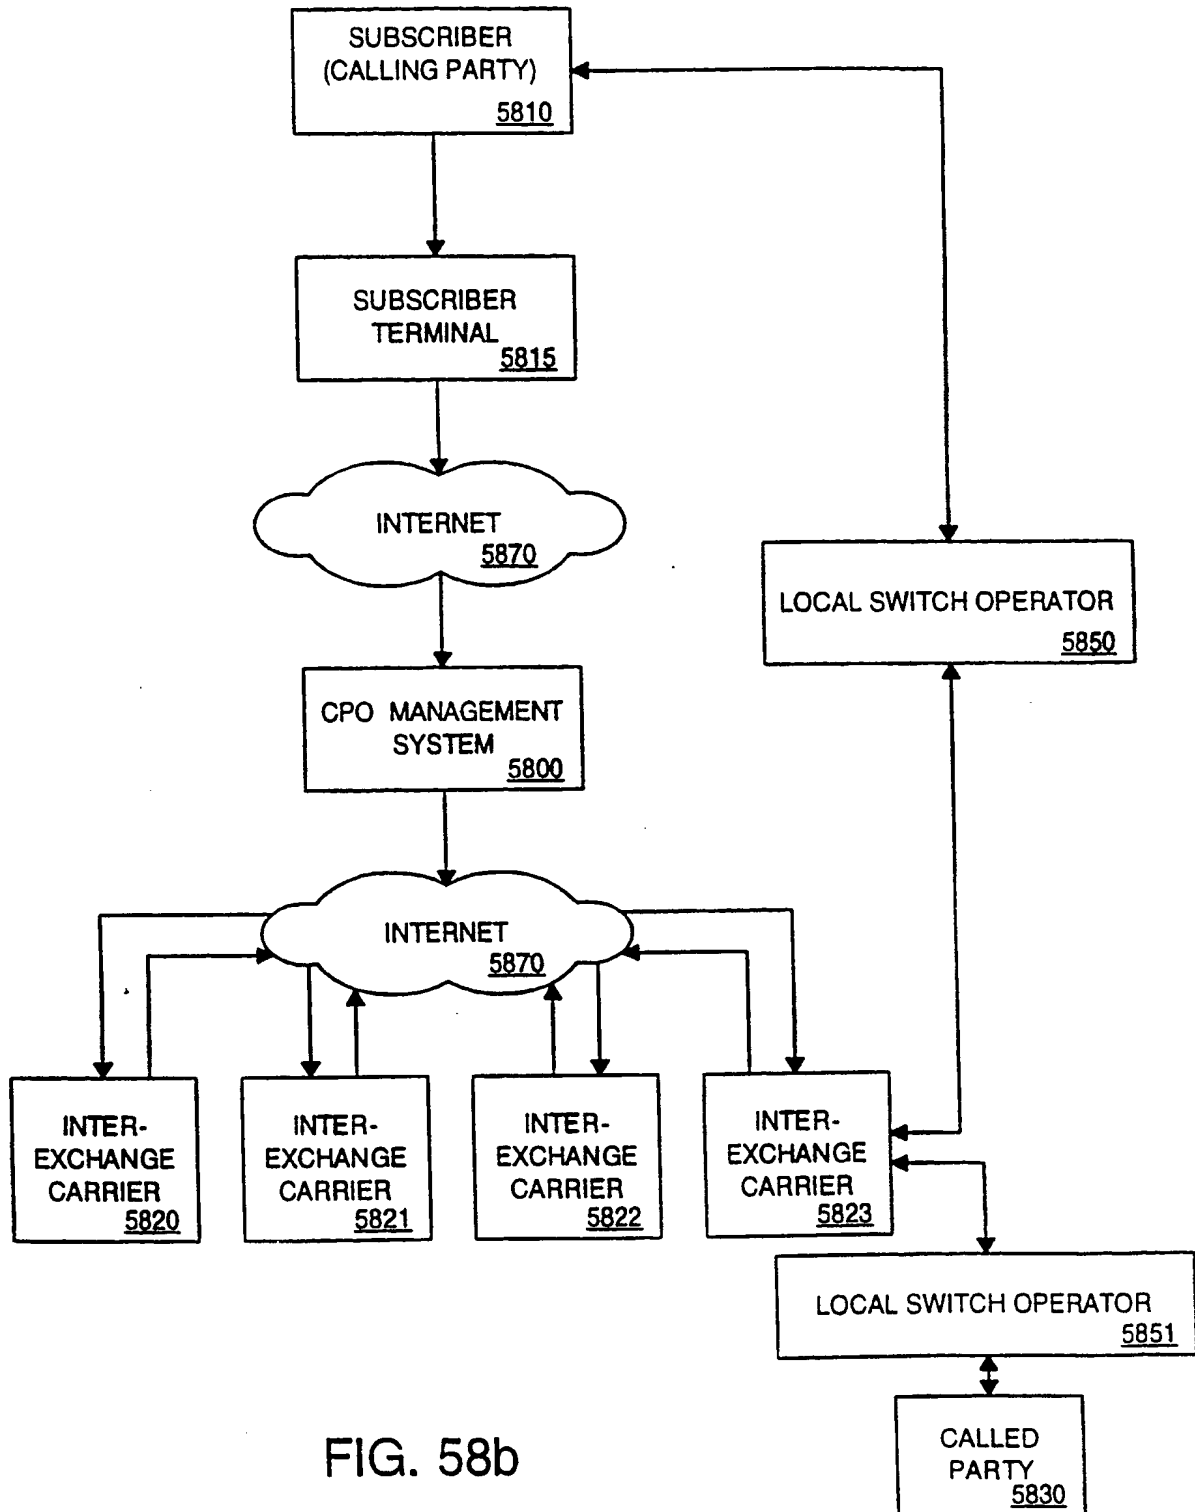 SUBSCRIBER
(CALLING PARTY)
5810
SUBSCRIBER
TERMINAL
5815
INTERNET
5870
LOCAL SWITCH OPERATOR
5850
CPO MANAGEMENT
SYSTEM
5800
INTERNET
5870
INTER-
EXCHANGE
CARRIER
5820
INTER-
EXCHANGE
CARRIER
5821
INTER-
EXCHANGE
CARRIER
5822
INTER-
EXCHANGE
CARRIER
5823
LOCAL SWITCH OPERATOR
5851
CALLED
PARTY
5830
FIG. 58b